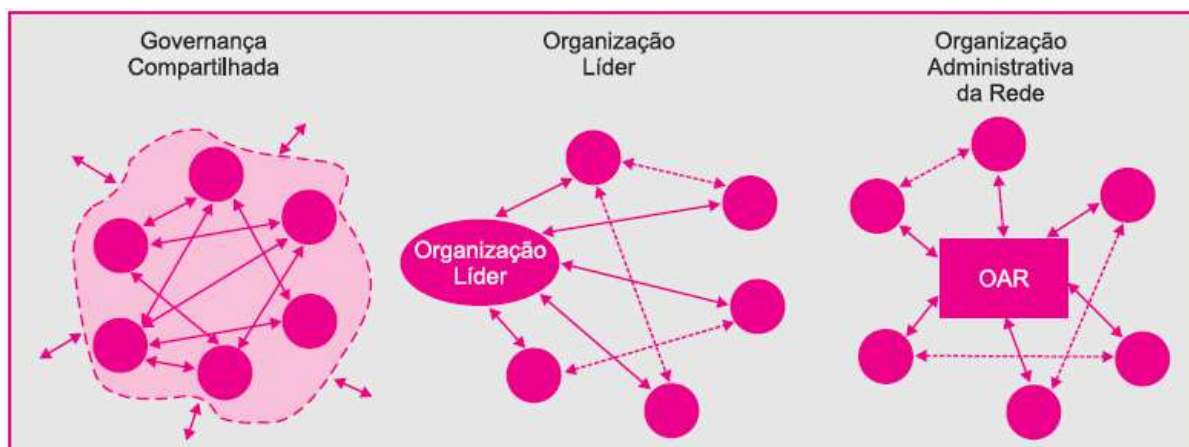 Governança
Compartilhada
Organização
Líder
Organização
Administrativa
da Rede
Organização
Líder
OAR